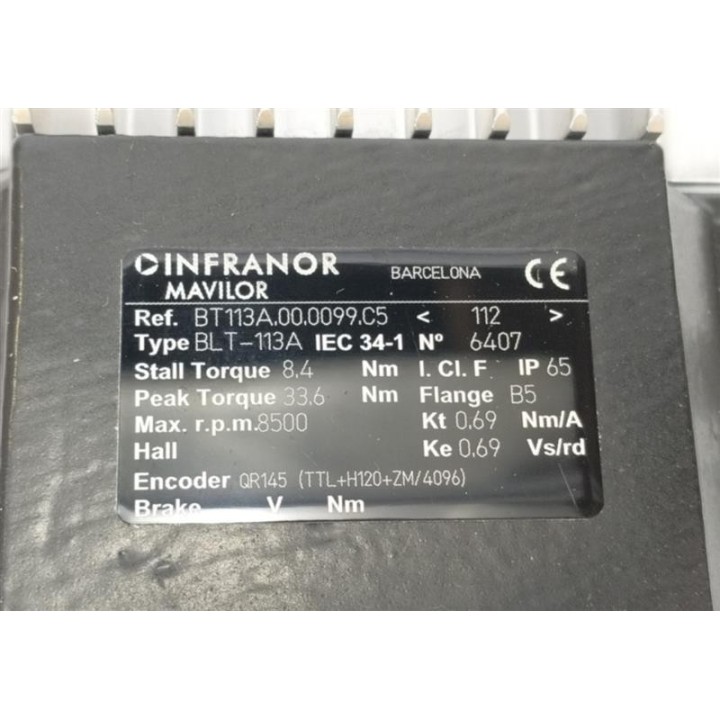 INFRANOR BARCELONA CE
MAVILOR
Ref. BT113A.00.0099.C5 < 112 >
Type BLT-113A IEC 34-1 Nº 6407
Stall Torque 8,4 Nm I. Cl. F IP 65
Peak Torque 33.6 Nm Flange B5
Max. r.p.m. 8500 Kt 0.69 Nm/A
Hall Ke 0.69 Vs/rd
Encoder QR145 (TTL+H120+ZM/4096)
Brake V Nm